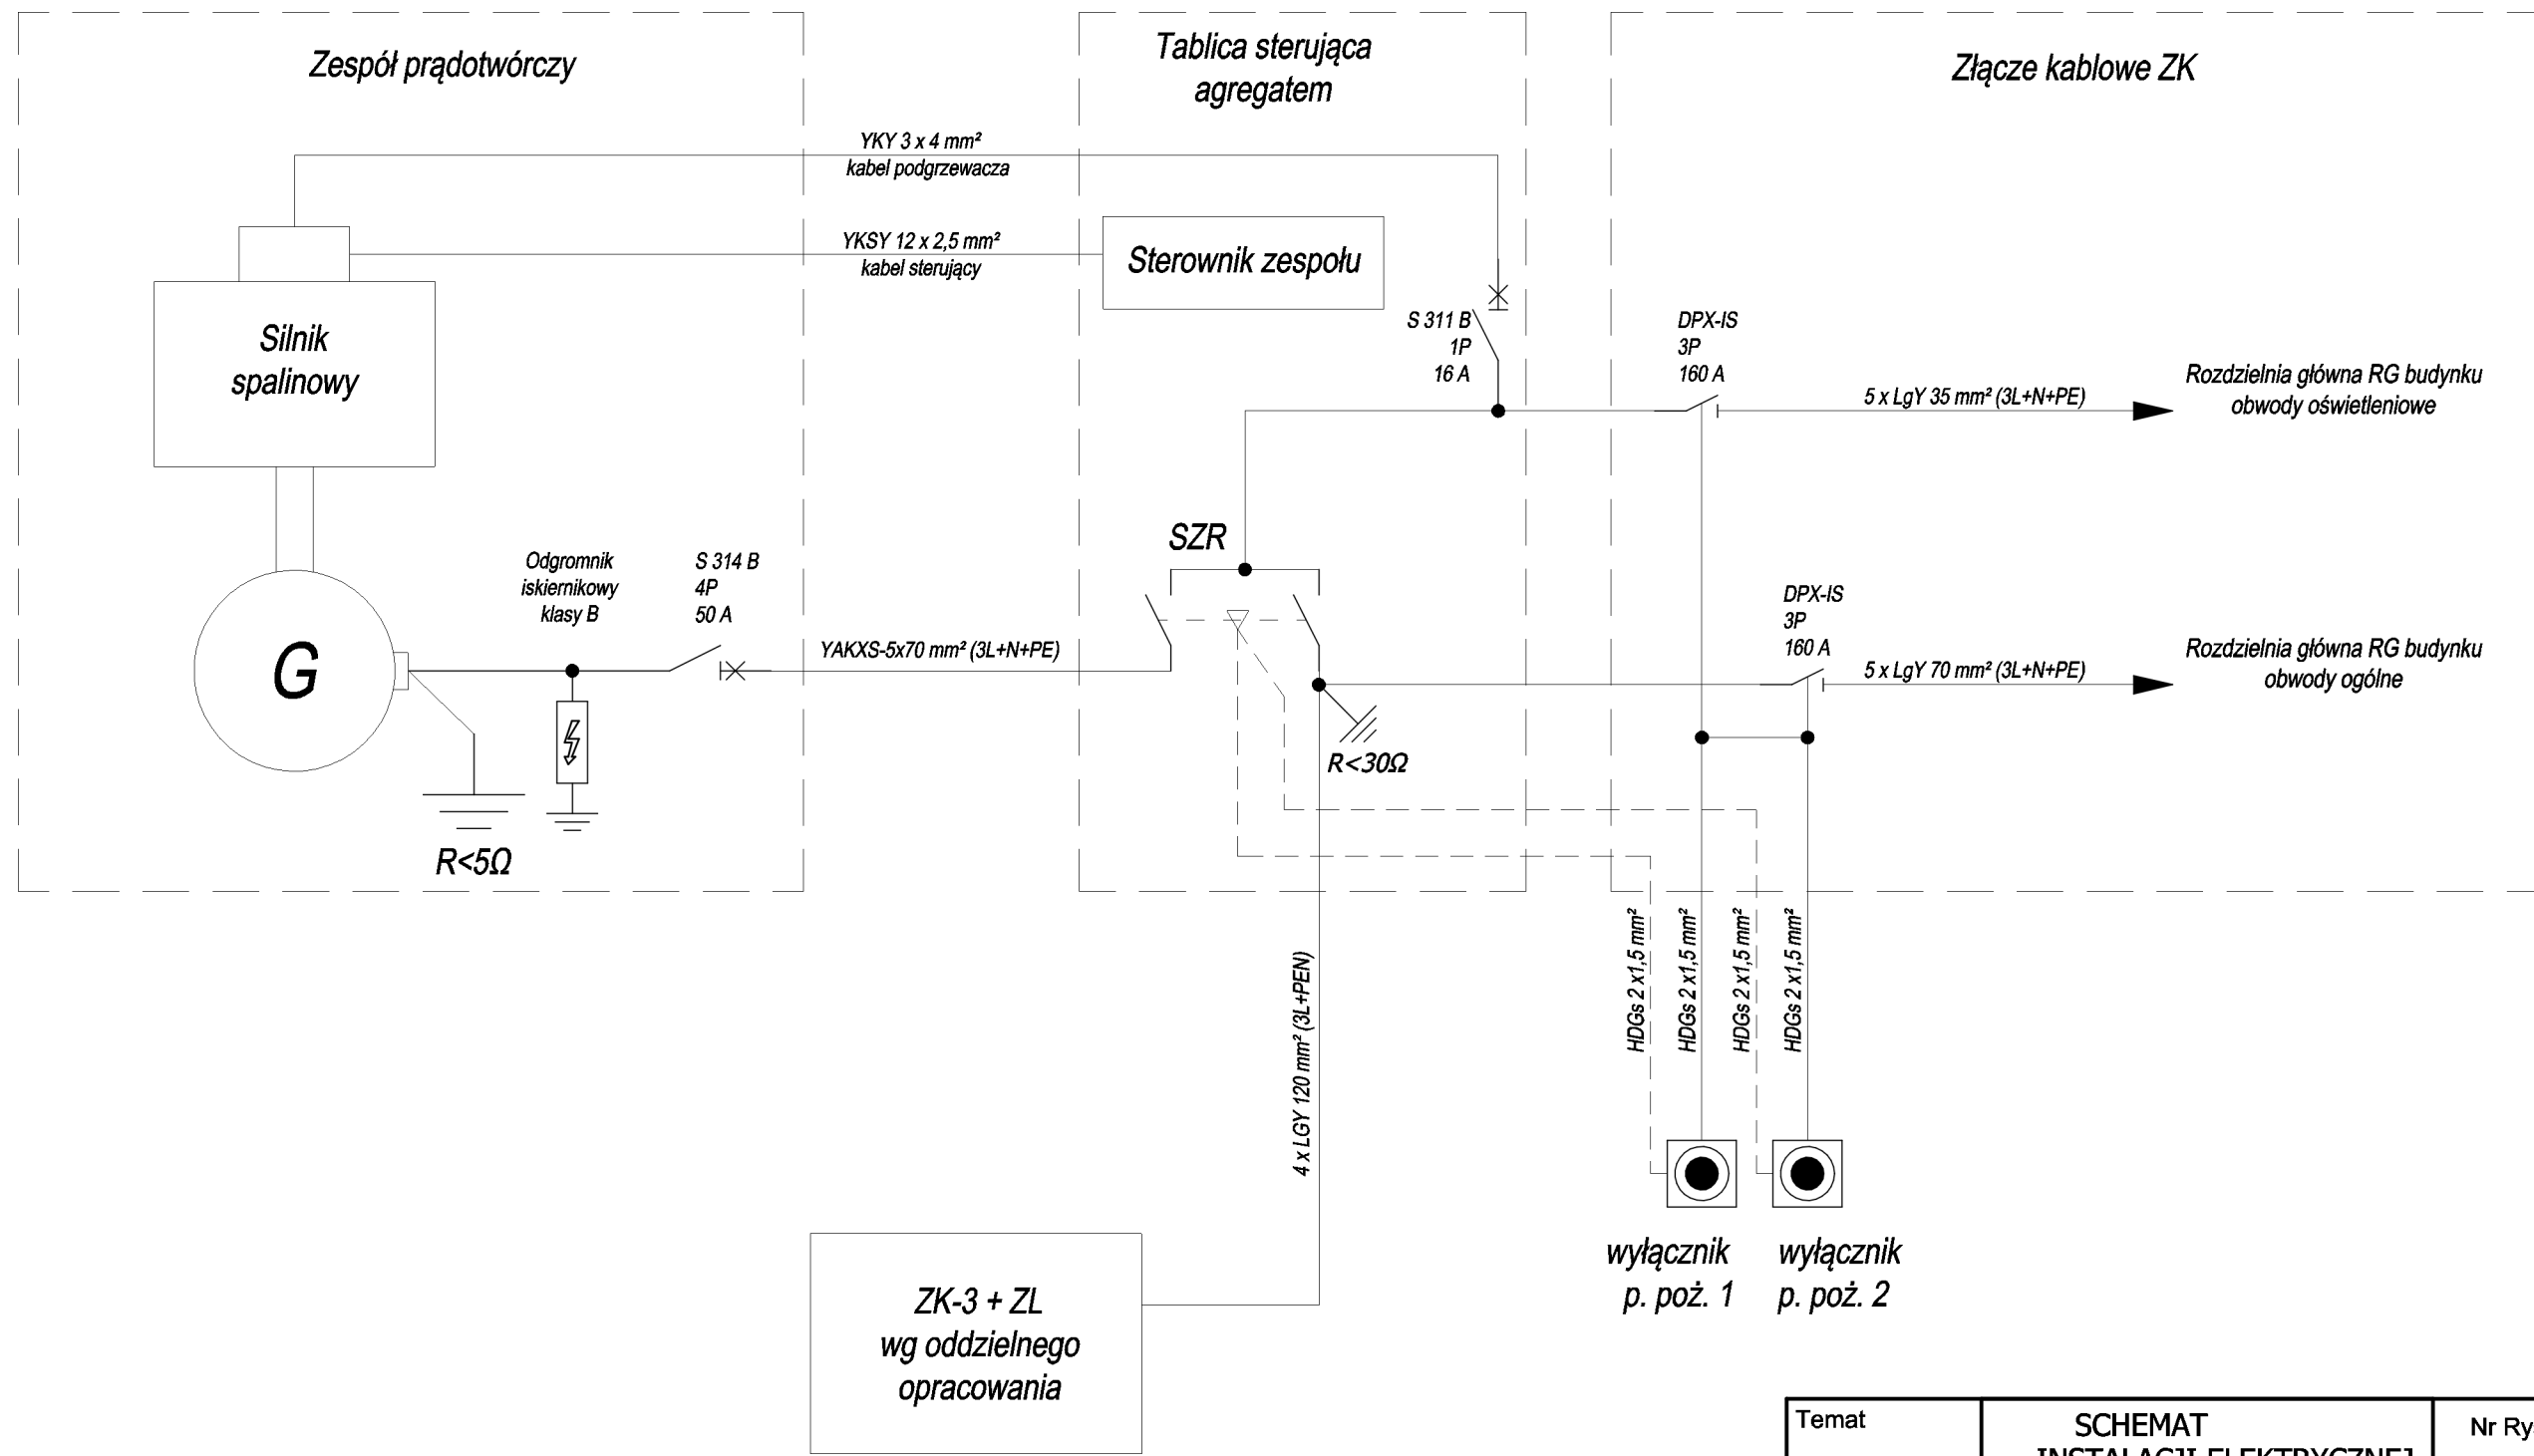 Zespół prądotwórczy
Tablica sterująca
agregatem
Złącze kablowe ZK
YKY 3 x 4 mm²
kabel podgrzewacza
YKSY 12 x 2,5 mm²
kabel sterujący
Sterownik zespołu
Silnik
spalinowy
S 311 B
1P
16 A
DPX-IS
3P
160 A
5 x LgY 35 mm² (3L+N+PE)
Rozdzielnia główna RG budynku
obwody oświetleniowe
SZR
Odgromnik
iskiernikowy
klasy B
S 314 B
4P
50 A
G
YAKXS-5x70 mm² (3L+N+PE)
DPX-IS
3P
160 A
5 x LgY 70 mm² (3L+N+PE)
Rozdzielnia główna RG budynku
obwody ogólne
R<30Ω
R<5Ω
4 x LGY 120 mm² (3L+PEN)
HDGs 2 x1,5 mm²
HDGs 2 x1,5 mm²
HDGs 2 x1,5 mm²
HDGs 2 x1,5 mm²
wyłącznik
p. poż. 1
wyłącznik
p. poż. 2
ZK-3 + ZL
wg oddzielnego
opracowania
Temat
SCHEMAT
INSTALACJI ELEKTRYCZNEJ
Nr Ry